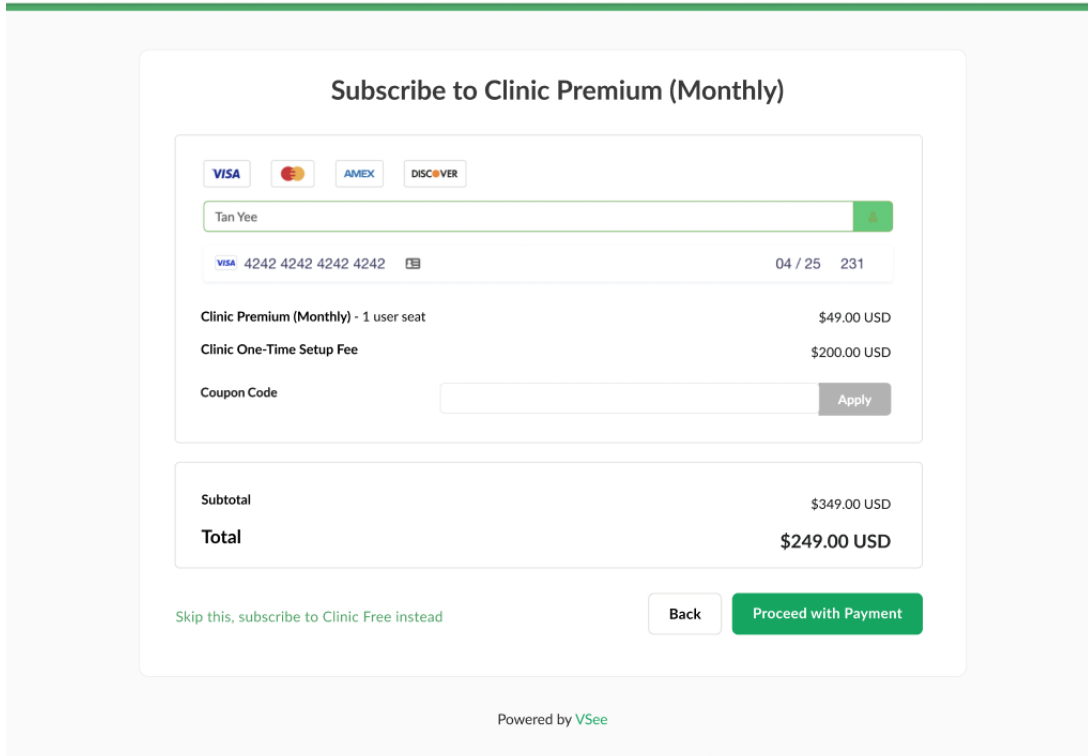 Subscribe to Clinic Premium (Monthly)
VISA AMEX DISCOVER
Tan Yee
VISA 4242 4242 4242 4242 04 / 25 231
Clinic Premium (Monthly) - 1 user seat $49.00 USD
Clinic One-Time Setup Fee $200.00 USD
Coupon Code Apply
Subtotal $349.00 USD
Total $249.00 USD
Skip this, subscribe to Clinic Free instead Back Proceed with Payment
Powered by VSee